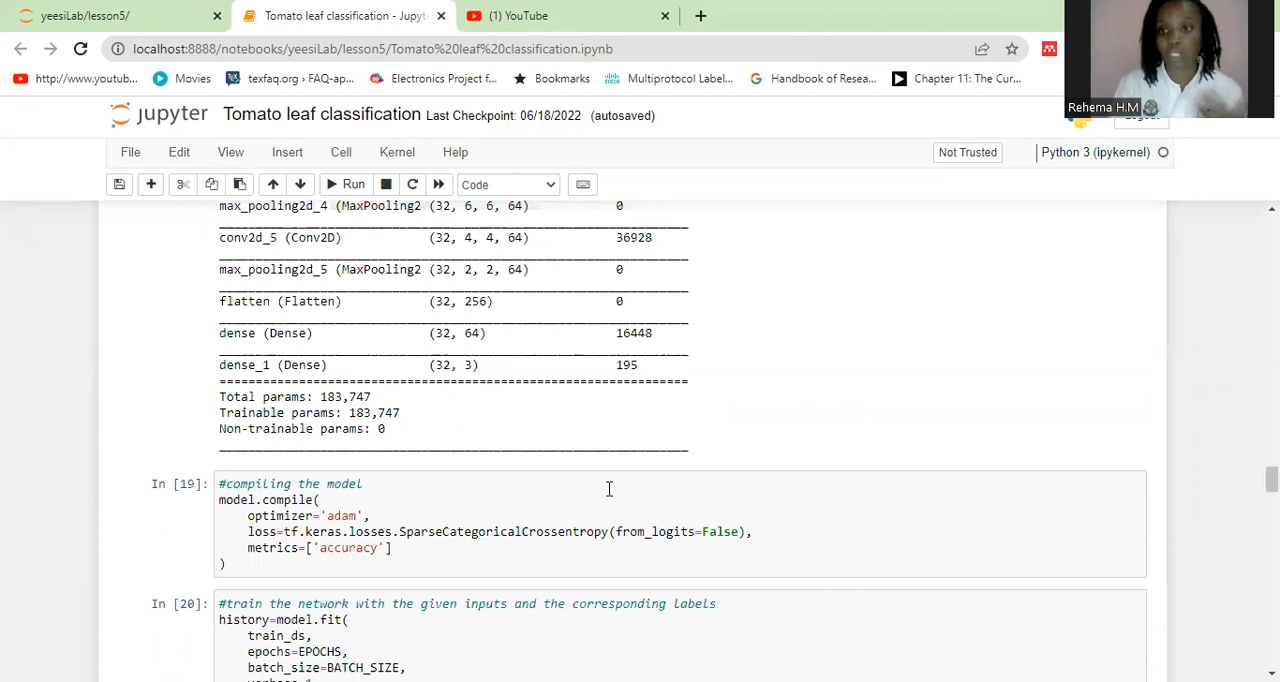 yeesiLab/lesson5/ Tomato leaf classification - Jupyt (1) YouTube
localhost:8888/notebooks/yeesiLab/lesson5/Tomato%20leaf%20classification.ipynb
http://www.youtub... Movies texfaq.org › FAQ-ap... Electronics Project f... Bookmarks Multiprotocol Label... Handbook of Resea... Chapter 11: The Cur...
Rehema H.M
jupyter Tomato leaf classification Last Checkpoint: 06/18/2022 (autosaved)
File Edit View Insert Cell Kernel Help Not Trusted Python 3 (ipykernel)
Run Code
max_pooling2d_4 (MaxPooling2 (32, 6, 6, 64) 0
conv2d_5 (Conv2D) (32, 4, 4, 64) 36928
max_pooling2d_5 (MaxPooling2 (32, 2, 2, 64) 0
flatten (Flatten) (32, 256) 0
dense (Dense) (32, 64) 16448
dense_1 (Dense) (32, 3) 195
=================================================================
Total params: 183,747
Trainable params: 183,747
Non-trainable params: 0
In [19]: #compiling the model
model.compile(
optimizer='adam',
loss=tf.keras.losses.SparseCategoricalCrossentropy(from_logits=False),
metrics=['accuracy']
)
In [20]: #train the network with the given inputs and the corresponding labels
history=model.fit(
train_ds,
epochs=EPOCHS,
batch_size=BATCH_SIZE,